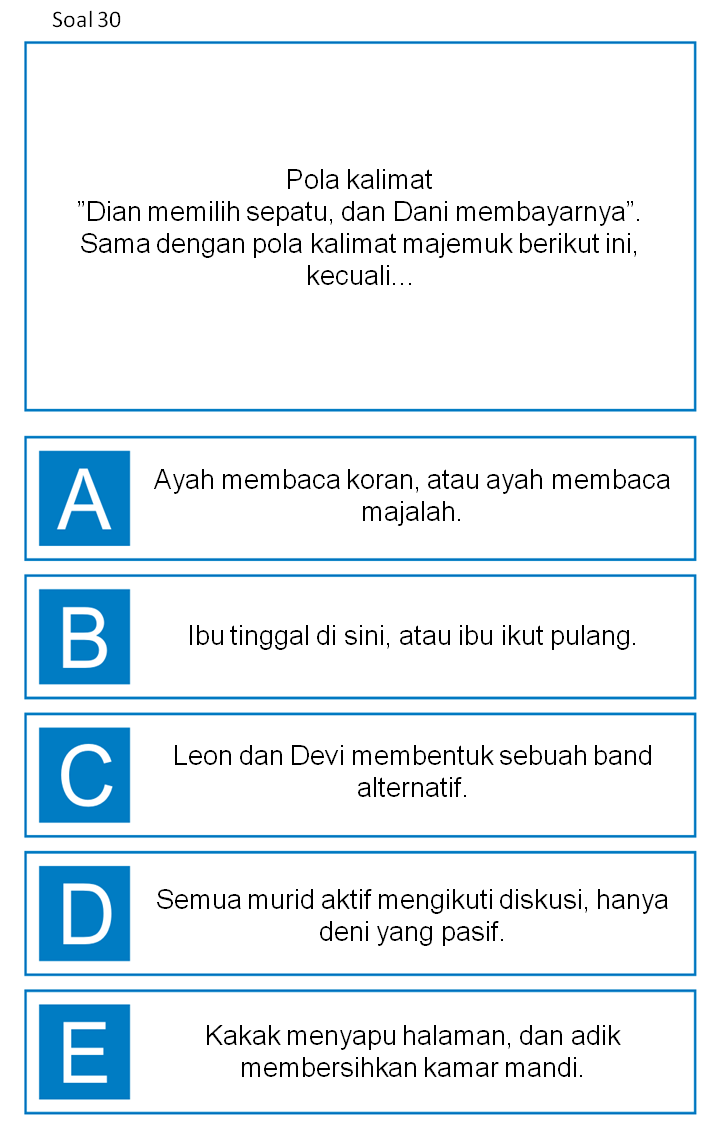 Soal 30
Pola kalimat
”Dian memilih sepatu, dan Dani membayarnya”.
Sama dengan pola kalimat majemuk berikut ini,
kecuali...
A
Ayah membaca koran, atau ayah membaca
majalah.
B
Ibu tinggal di sini, atau ibu ikut pulang.
C
Leon dan Devi membentuk sebuah band
alternatif.
D
Semua murid aktif mengikuti diskusi, hanya
deni yang pasif.
E
Kakak menyapu halaman, dan adik
membersihkan kamar mandi.